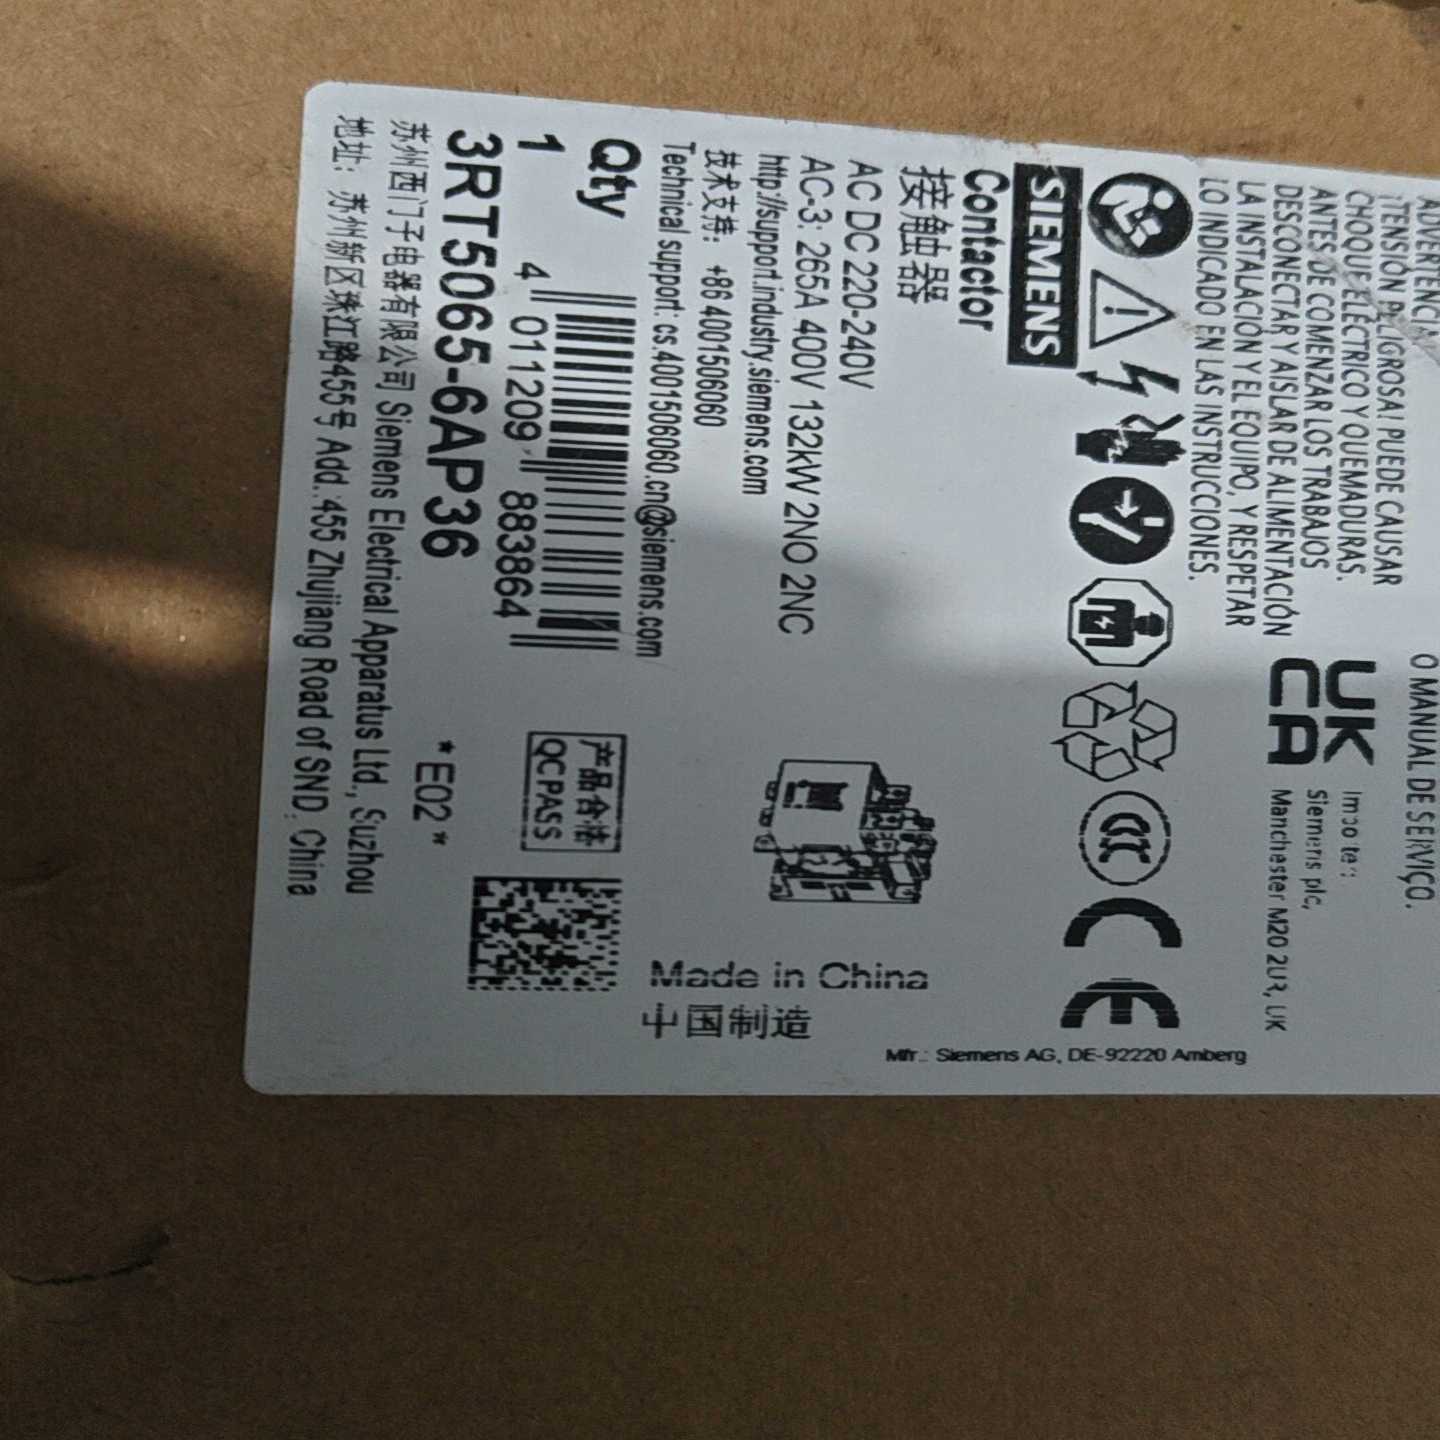 ADVERTENCIA
¡TENSIÓN PELIGROSA! PUEDE CAUSAR
CHOQUE ELÉCTRICO Y QUEMADURAS.
ANTES DE COMENZAR LOS TRABAJOS
DESCONECTAR Y AISLAR DE ALIMENTACIÓN
LA INSTALACIÓN Y EL EQUIPO, Y RESPETAR
LO INDICADO EN LAS INSTRUCCIONES.
O MANUAL DE SERVIÇO.
UK
CA
Importer:
Siemens plc,
Manchester M20 2UR, UK
CCC
CE
SIEMENS
Contactor
接触器
AC DC 220-240V
AC-3: 265A 400V 132kW 2NO 2NC
http://support.industry.siemens.com
技术支持: +86 4001506060
Technical support: cs.4001506060.cn@siemens.com
Qty
1
4 011209 883864
3RT5065-6AP36
*E02*
产品合格
QC PASS
苏州西门子电器有限公司 Siemens Electrical Apparatus Ltd., Suzhou
地址: 苏州新区珠江路455号 Add.:455 Zhujiang Road of SND, China
Made in China
中国制造
Mfr.: Siemens AG, DE-92220 Amberg